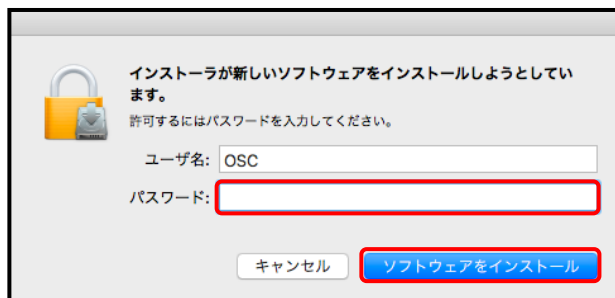 インストーラが新しいソフトウェアをインストールしようとしてい
ます。
許可するにはパスワードを入力してください。
ユーザ名: OSC
パスワード:
キャンセル ソフトウェアをインストール